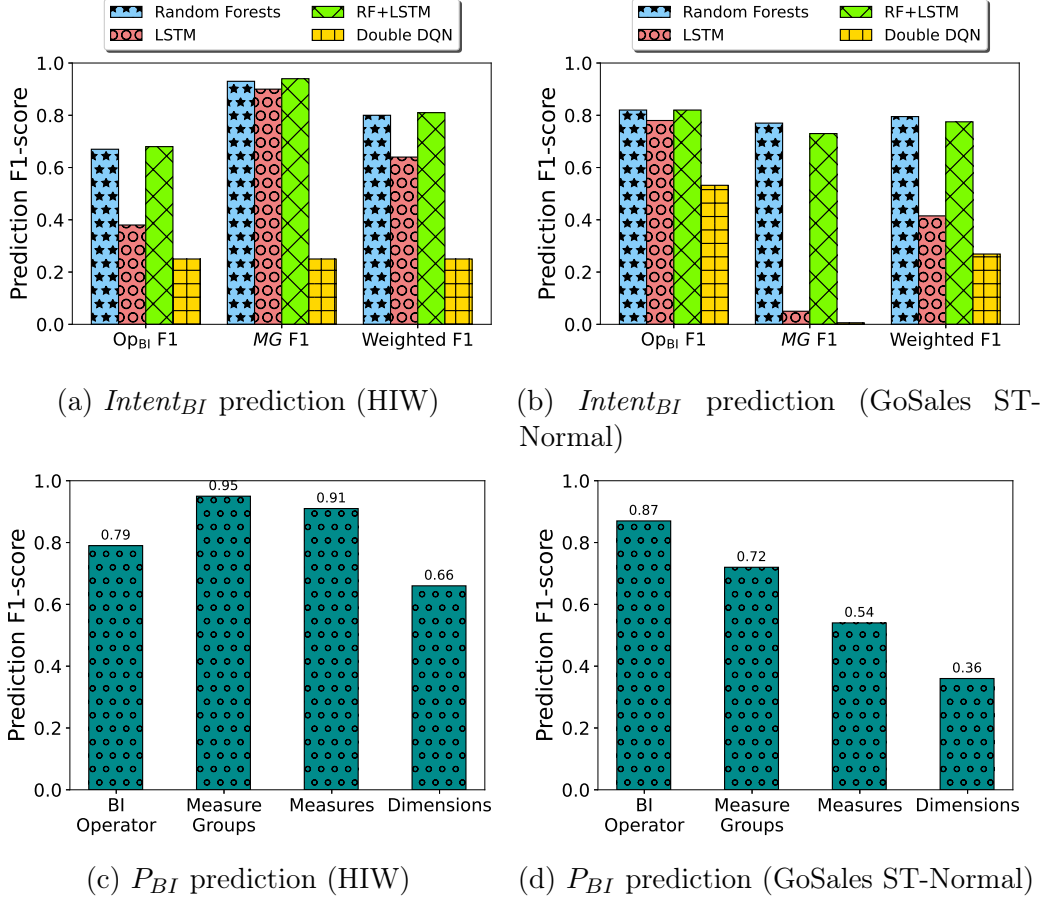 Random Forests
LSTM
RF+LSTM
Double DQN
Prediction F1-score
1.0
0.8
0.6
0.4
0.2
0.0
OpBI F1
MG F1
Weighted F1
(a) IntentBI prediction (HIW)
Random Forests
LSTM
RF+LSTM
Double DQN
Prediction F1-score
1.0
0.8
0.6
0.4
0.2
0.0
OpBI F1
MG F1
Weighted F1
(b) IntentBI prediction (GoSales ST-
Normal)
Prediction F1-score
1.0
0.8
0.6
0.4
0.2
0.0
0.79
0.95
0.91
0.66
BI
Operator
Measure
Groups
Measures
Dimensions
(c) PBI prediction (HIW)
Prediction F1-score
1.0
0.8
0.6
0.4
0.2
0.0
0.87
0.72
0.54
0.36
BI
Operator
Measure
Groups
Measures
Dimensions
(d) PBI prediction (GoSales ST-Normal)